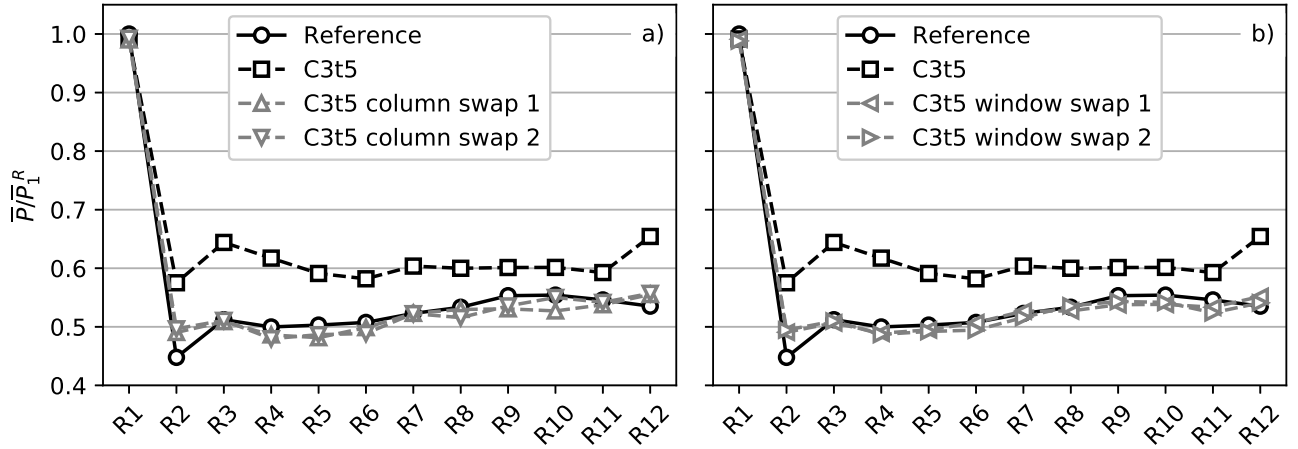 P̅/P̅₁ᴿ
1.0
0.9
0.8
0.7
0.6
0.5
0.4
Reference
C3t5
C3t5 column swap 1
C3t5 column swap 2
a)
R1 R2 R3 R4 R5 R6 R7 R8 R9 R10 R11 R12
Reference
C3t5
C3t5 window swap 1
C3t5 window swap 2
b)
R1 R2 R3 R4 R5 R6 R7 R8 R9 R10 R11 R12